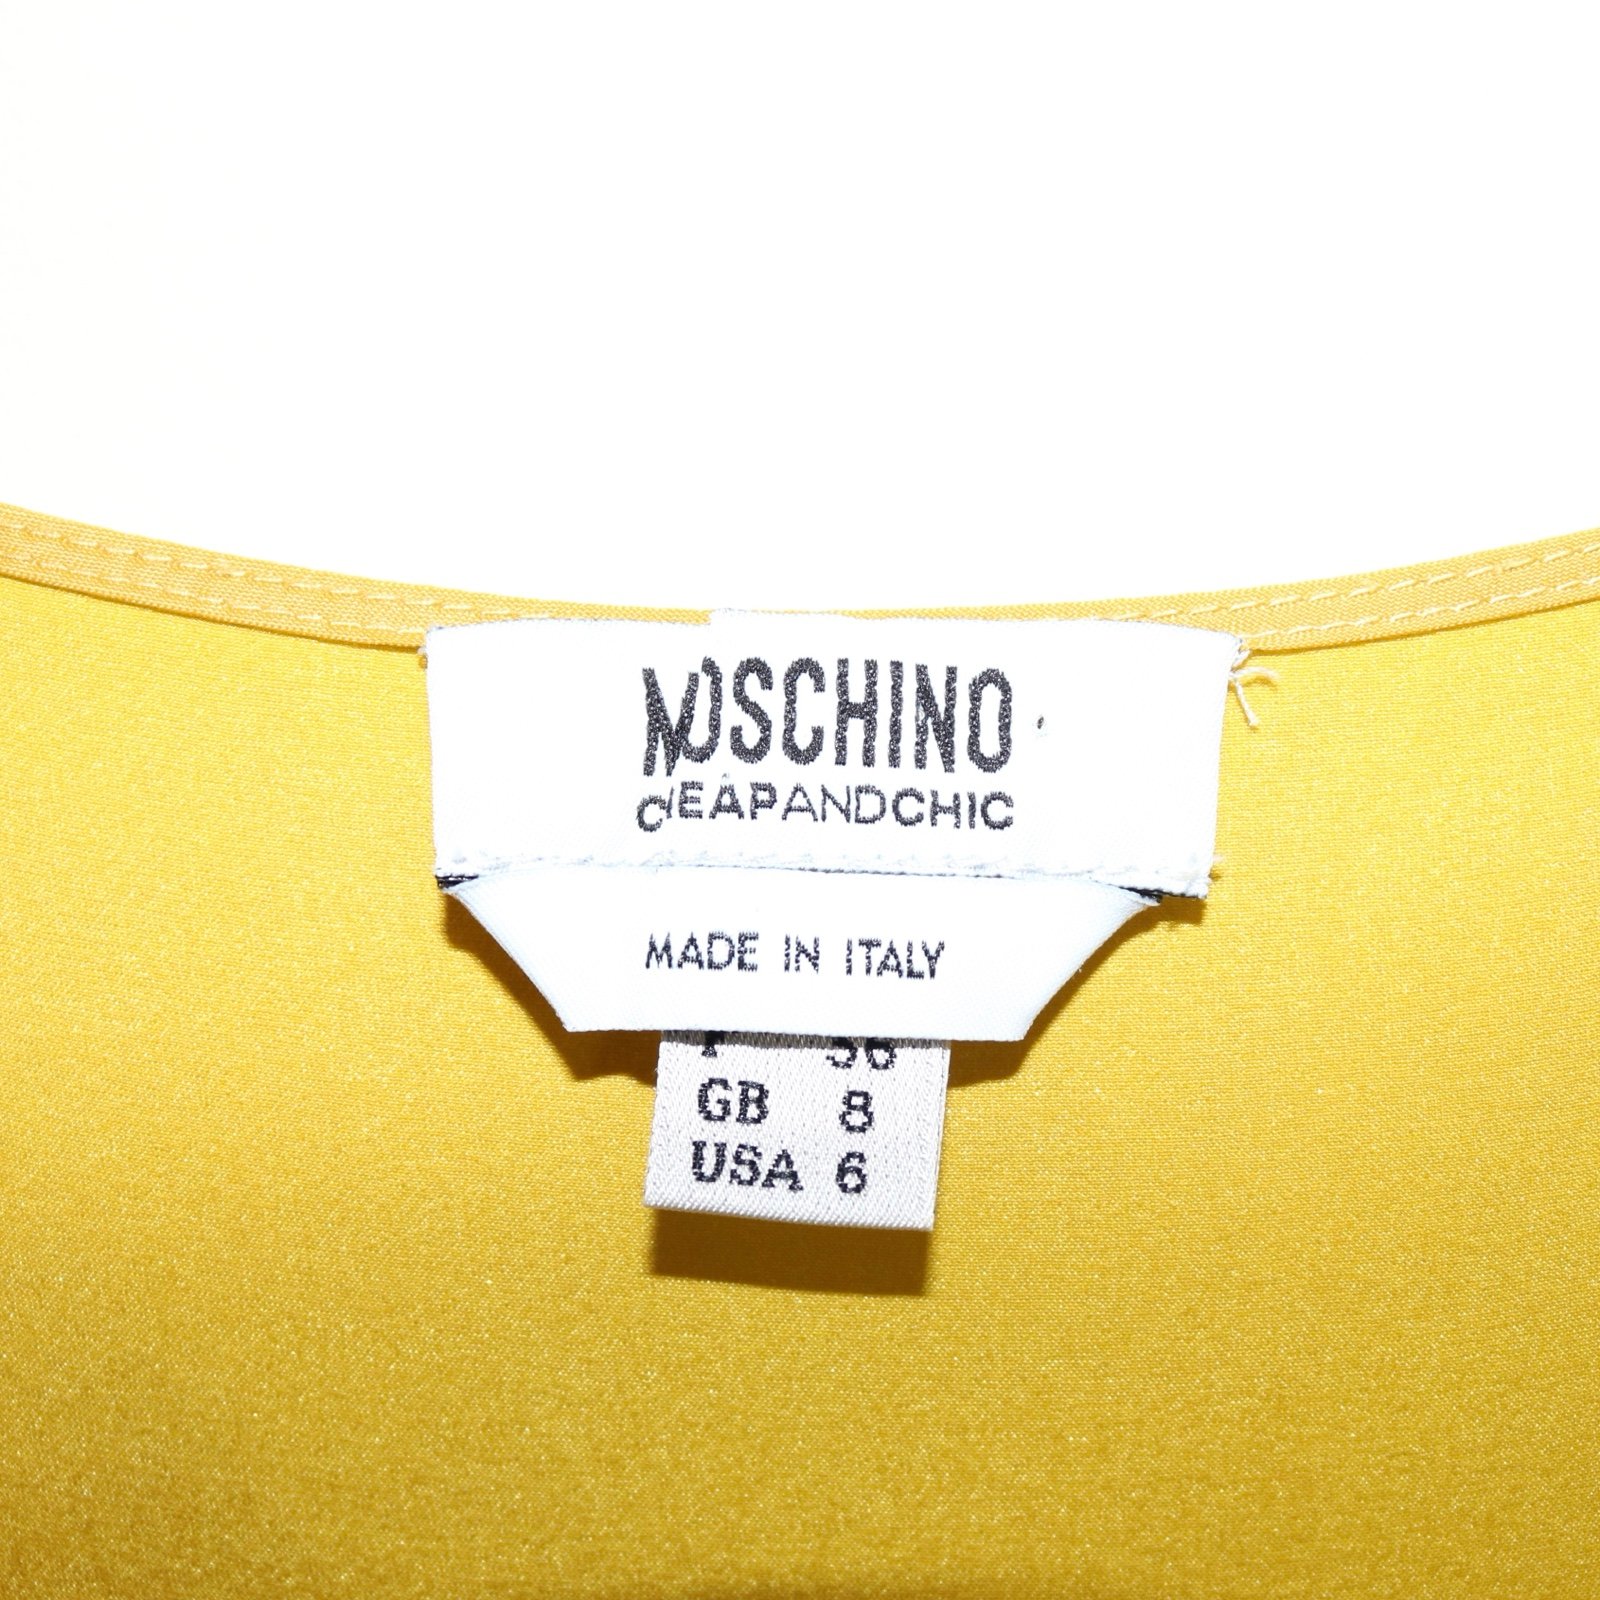 MOSCHINO
CHEAPANDCHIC
MADE IN ITALY
GB 8
USA 6